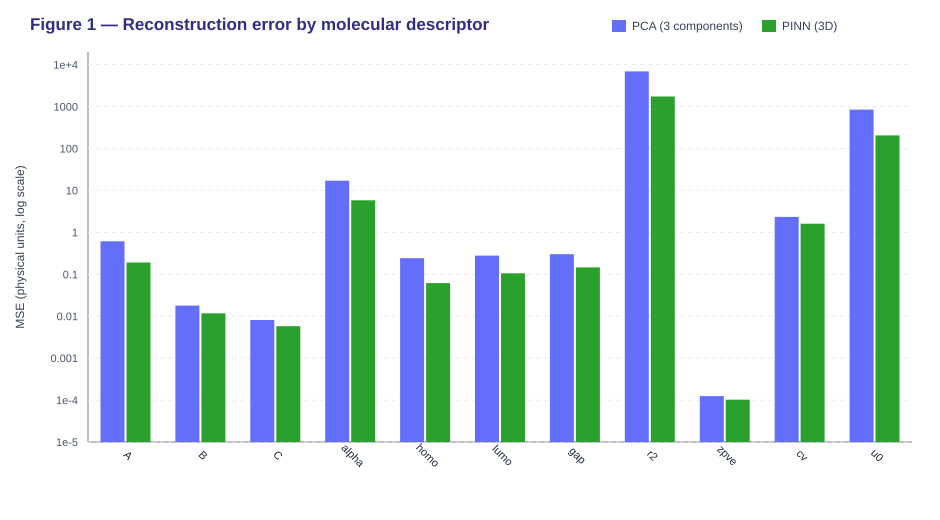 Figure 1 — Reconstruction error by molecular descriptor
PCA (3 components)
PINN (3D)
MSE (physical units, log scale)
1e+4
1000
100
10
1
0.1
0.01
0.001
1e-4
1e-5
A
B
C
alpha
homo
lumo
gap
r2
zpve
cv
u0